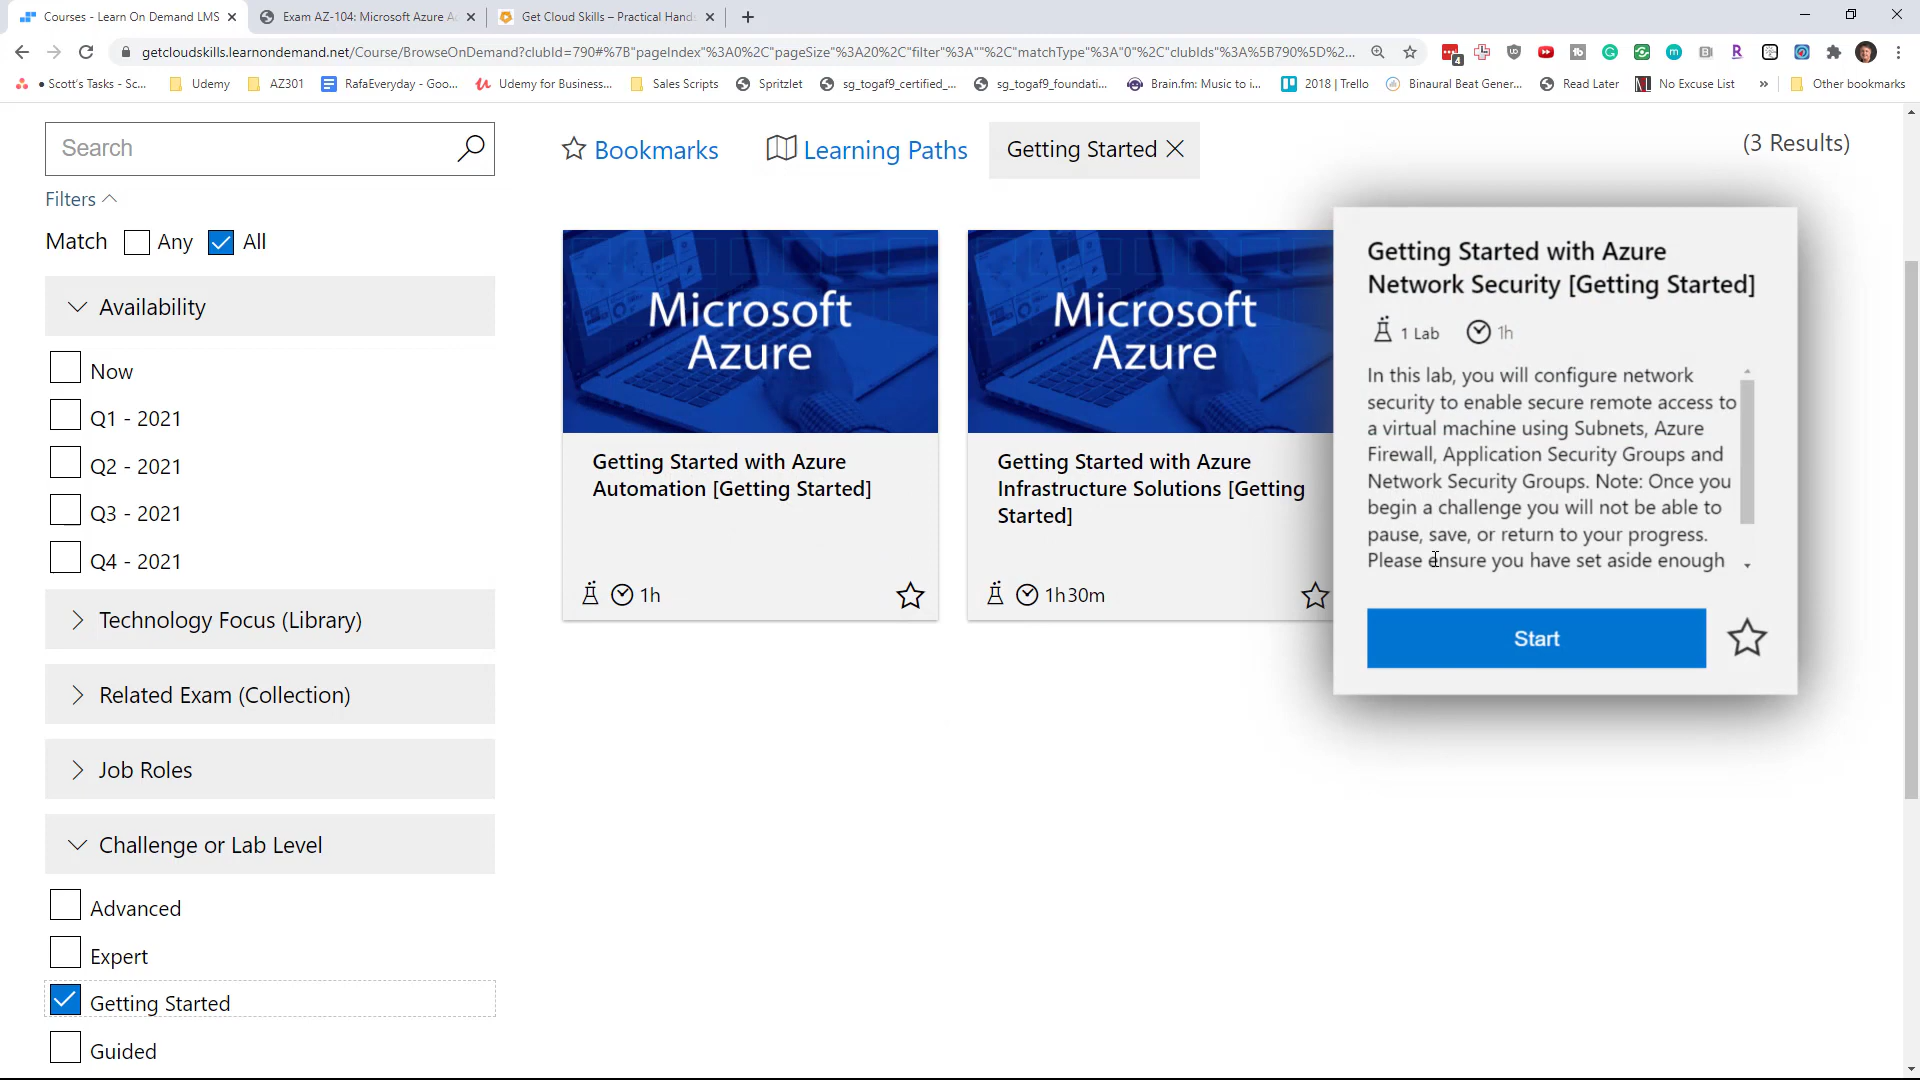 Courses - Learn On Demand LMS
Exam AZ-104: Microsoft Azure A
Get Cloud Skills – Practical Hand
getcloudskills.learnondemand.net/Course/BrowseOnDemand?clubId=790#%7B"pageIndex"%3A0%2C"pageSize"%3A20%2C"filter"%3A""%2C"matchType"%3A"0"%2C"clubIds"%3A%5B790%5D%2...
4
• Scott's Tasks - Sc...
Udemy
AZ301
RafaEveryday - Goo...
Udemy for Business...
Sales Scripts
Spritzlet
sg_togaf9_certified_...
sg_togaf9_foundati...
Brain.fm: Music to i...
2018 | Trello
Binaural Beat Gener...
Read Later
No Excuse List
»
Other bookmarks
Search
Bookmarks
Learning Paths
Getting Started
(3 Results)
Filters
Match Any All
Availability
Now
Q1 - 2021
Q2 - 2021
Q3 - 2021
Q4 - 2021
Technology Focus (Library)
Related Exam (Collection)
Job Roles
Challenge or Lab Level
Advanced
Expert
Getting Started
Guided
Microsoft
Azure
Getting Started with Azure
Automation [Getting Started]
1h
Microsoft
Azure
Getting Started with Azure
Infrastructure Solutions [Getting
Started]
1h30m
Getting Started with Azure
Network Security [Getting Started]
1 Lab 1h
In this lab, you will configure network
security to enable secure remote access to
a virtual machine using Subnets, Azure
Firewall, Application Security Groups and
Network Security Groups. Note: Once you
begin a challenge you will not be able to
pause, save, or return to your progress.
Please ensure you have set aside enough
Start